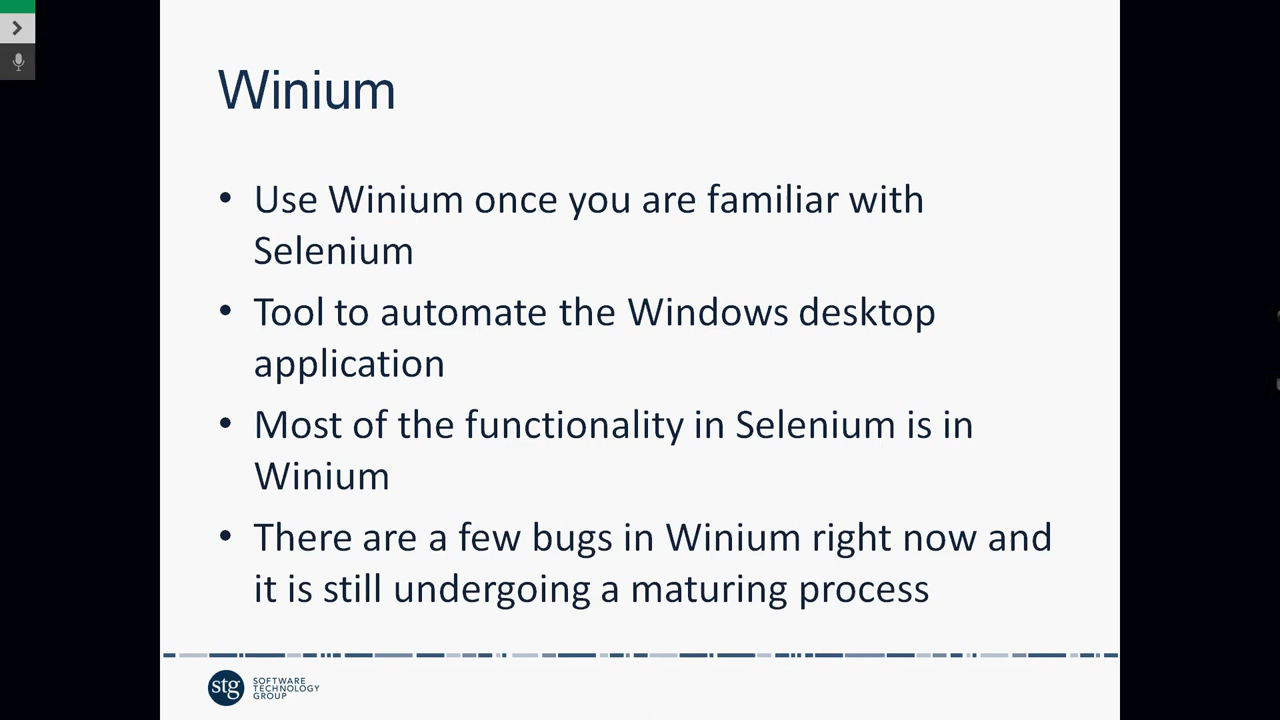 Winium
• Use Winium once you are familiar with
Selenium
• Tool to automate the Windows desktop
application
• Most of the functionality in Selenium is in
Winium
• There are a few bugs in Winium right now and
it is still undergoing a maturing process
stg
SOFTWARE
TECHNOLOGY
GROUP